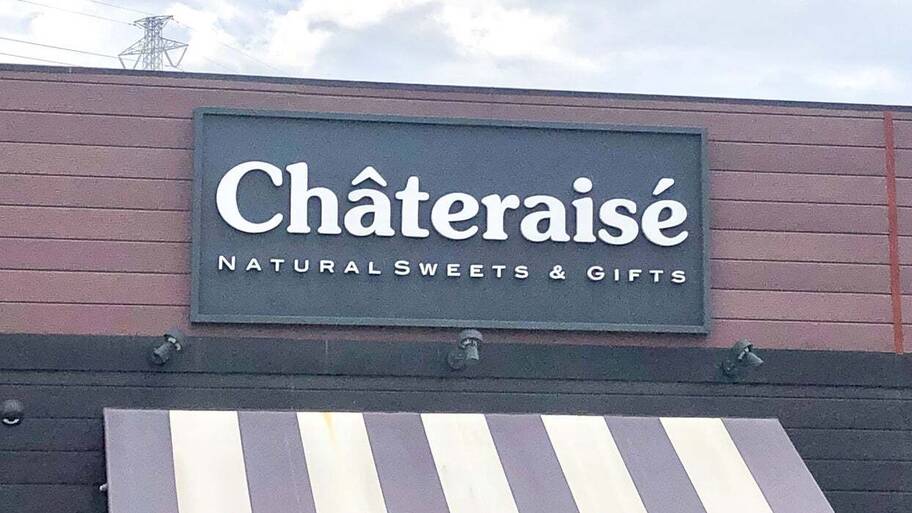 Châteraisé
NATURAL SWEETS & GIFTS